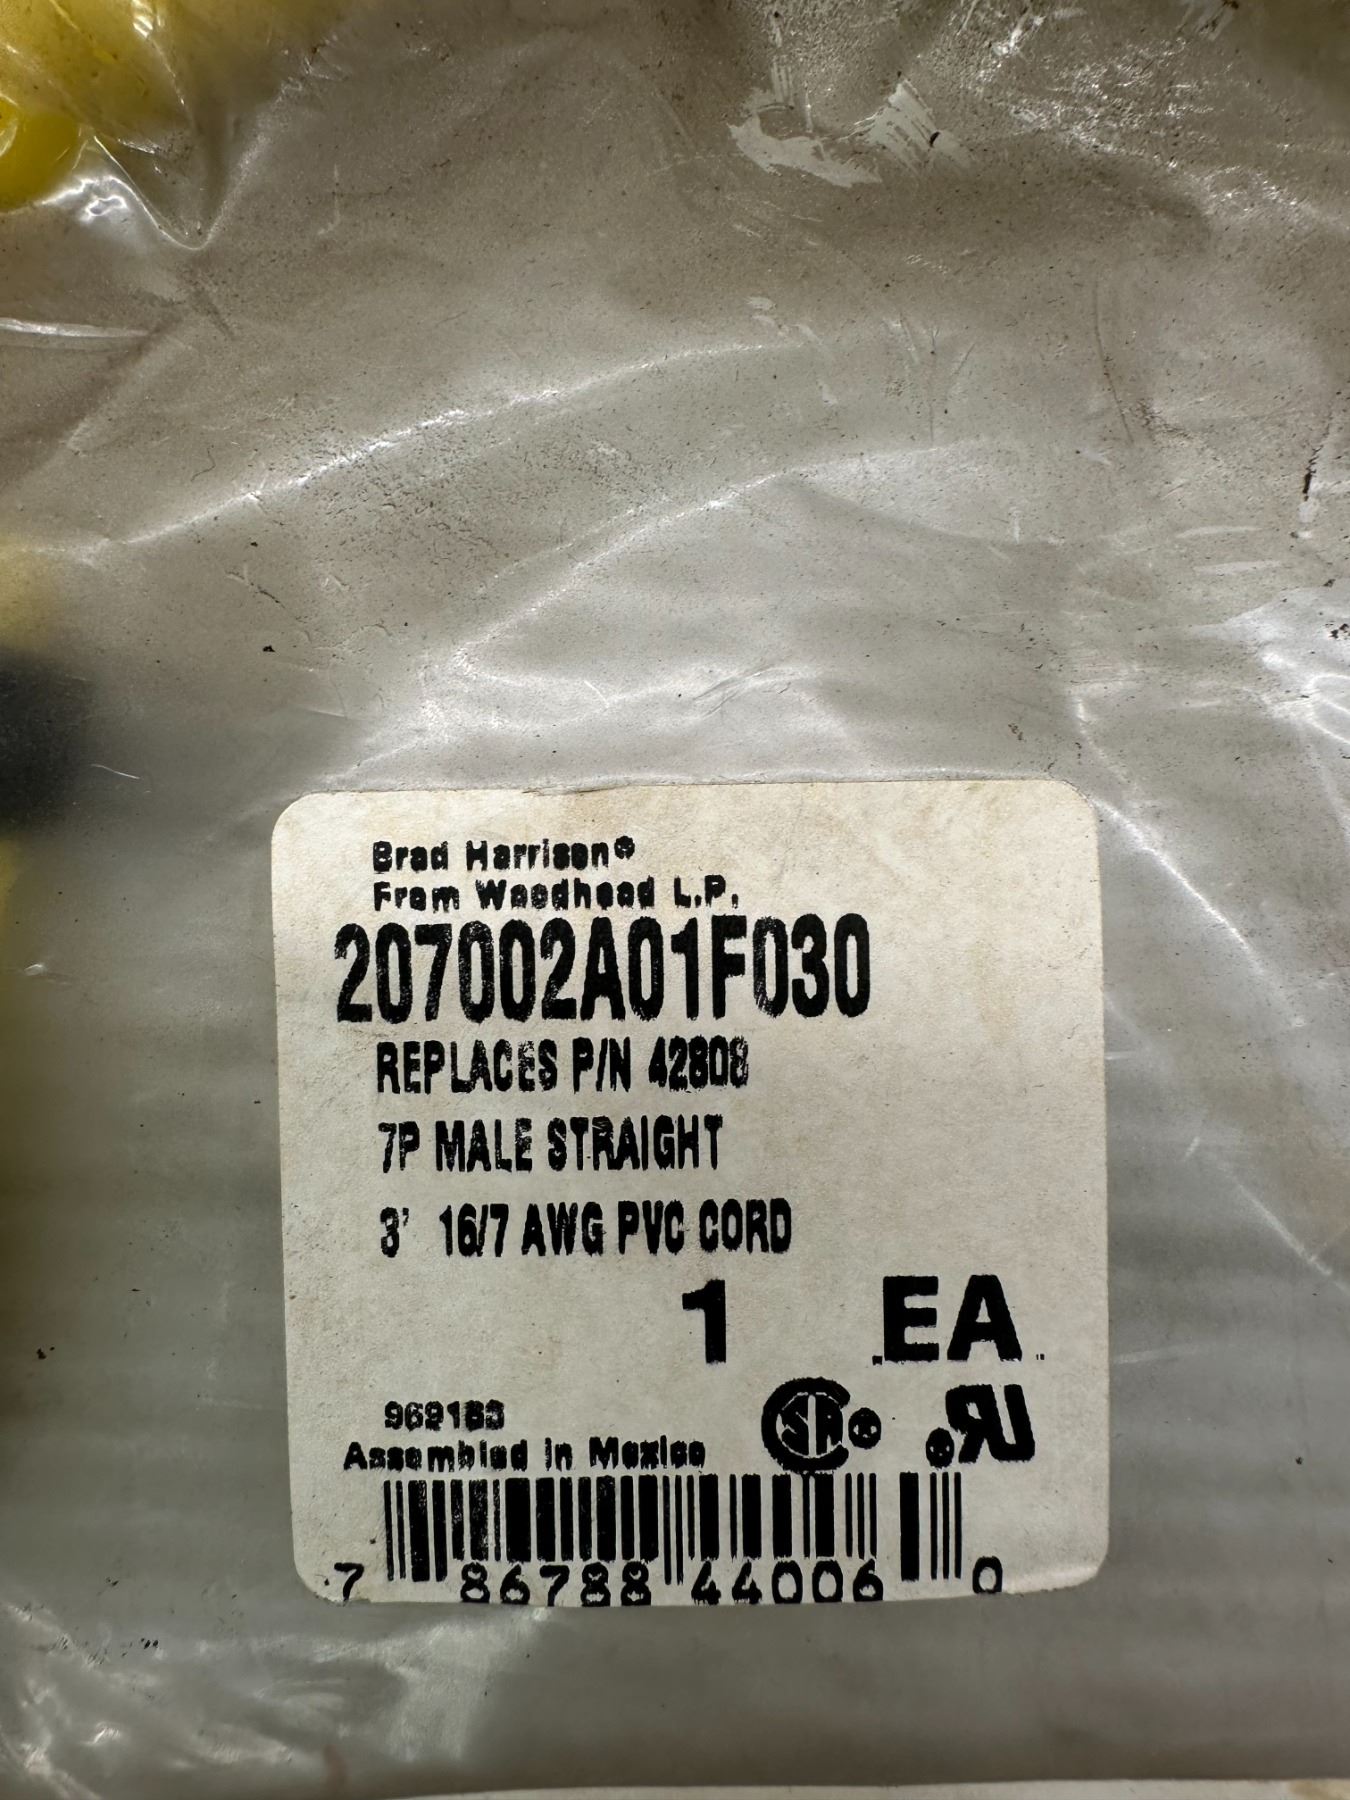 Brad Harrison®
From Woodhead L.P.
207002A01F030
REPLACES P/N 42808
7P MALE STRAIGHT
3' 16/7 AWG PVC CORD
1 EA
969183
Assembled in Mexico
7 86788 44006 0